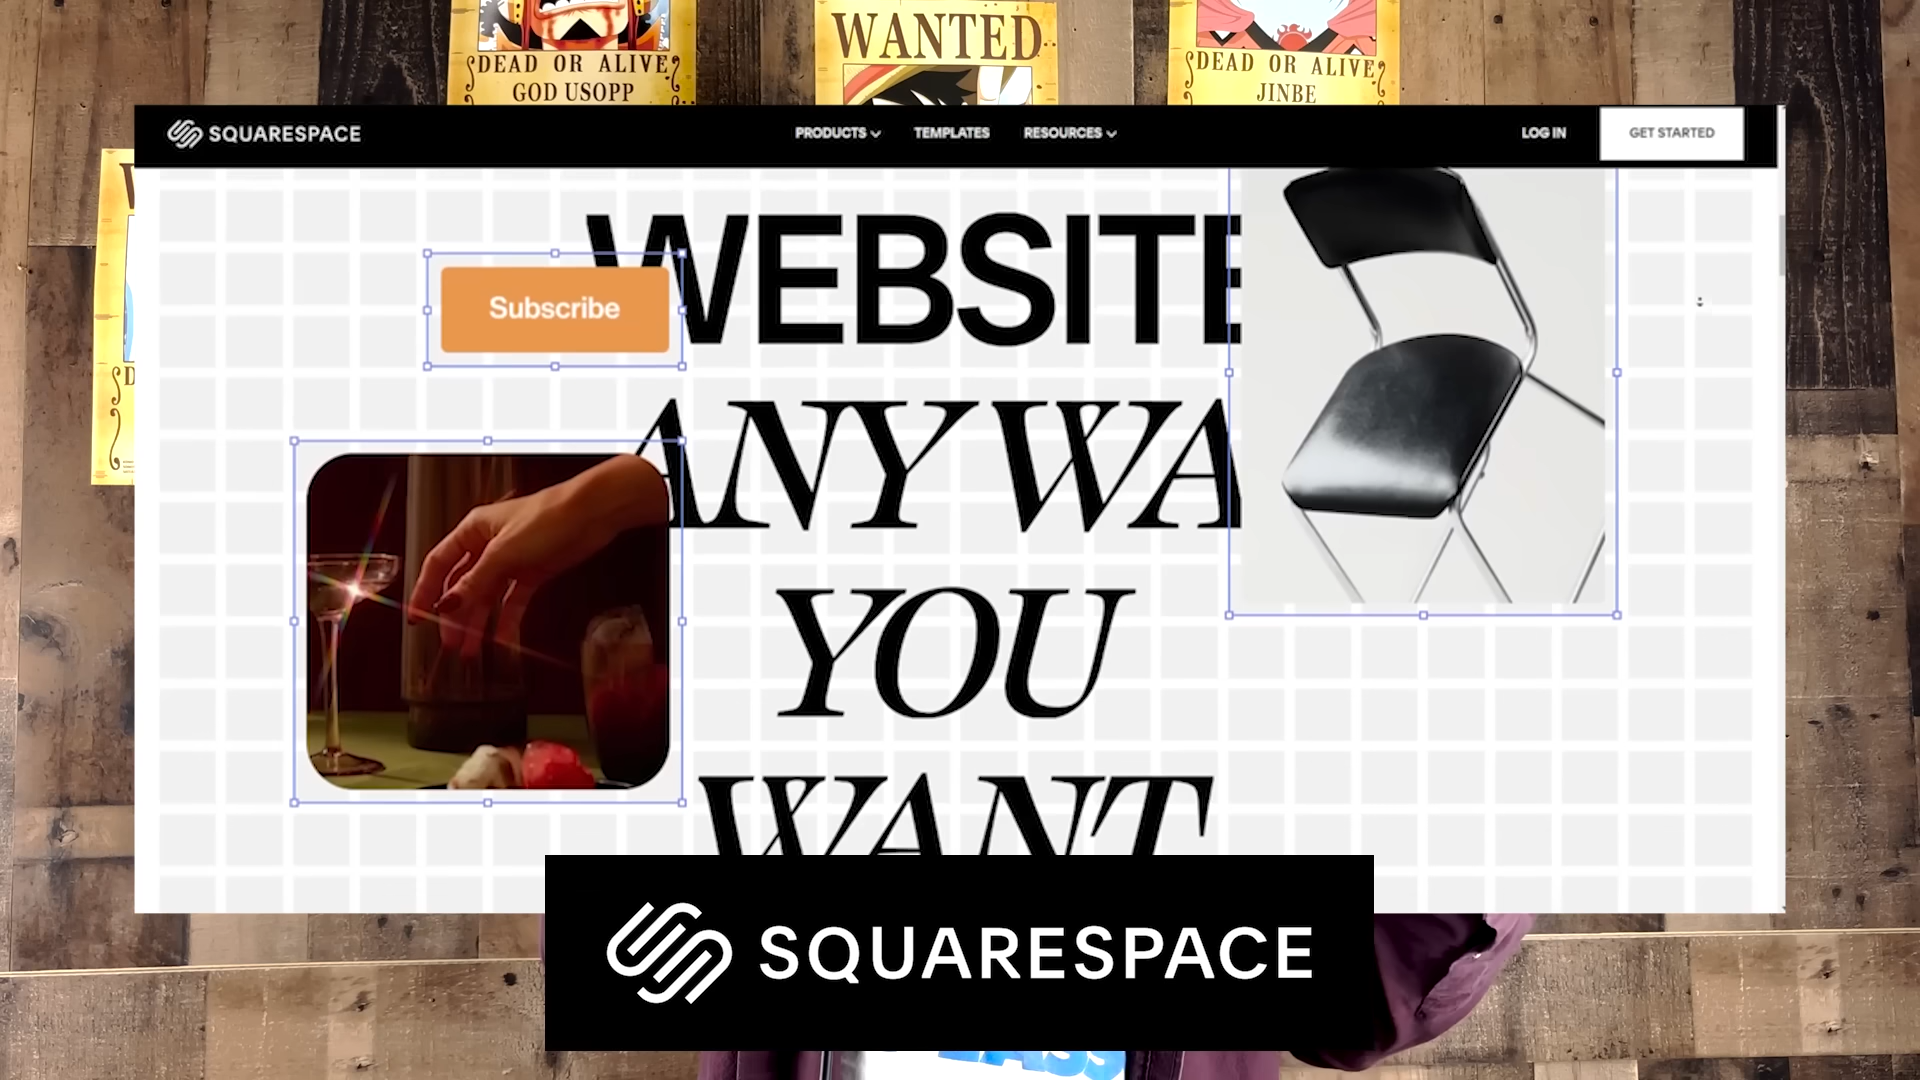 WANTED
DEAD OR ALIVE
GOD USOPP
DEAD OR ALIVE
JINBE
SQUARESPACE
PRODUCTS
TEMPLATES
RESOURCES
LOG IN
GET STARTED
WEBSITE
Subscribe
ANY WA
YOU
WANT
SQUARESPACE